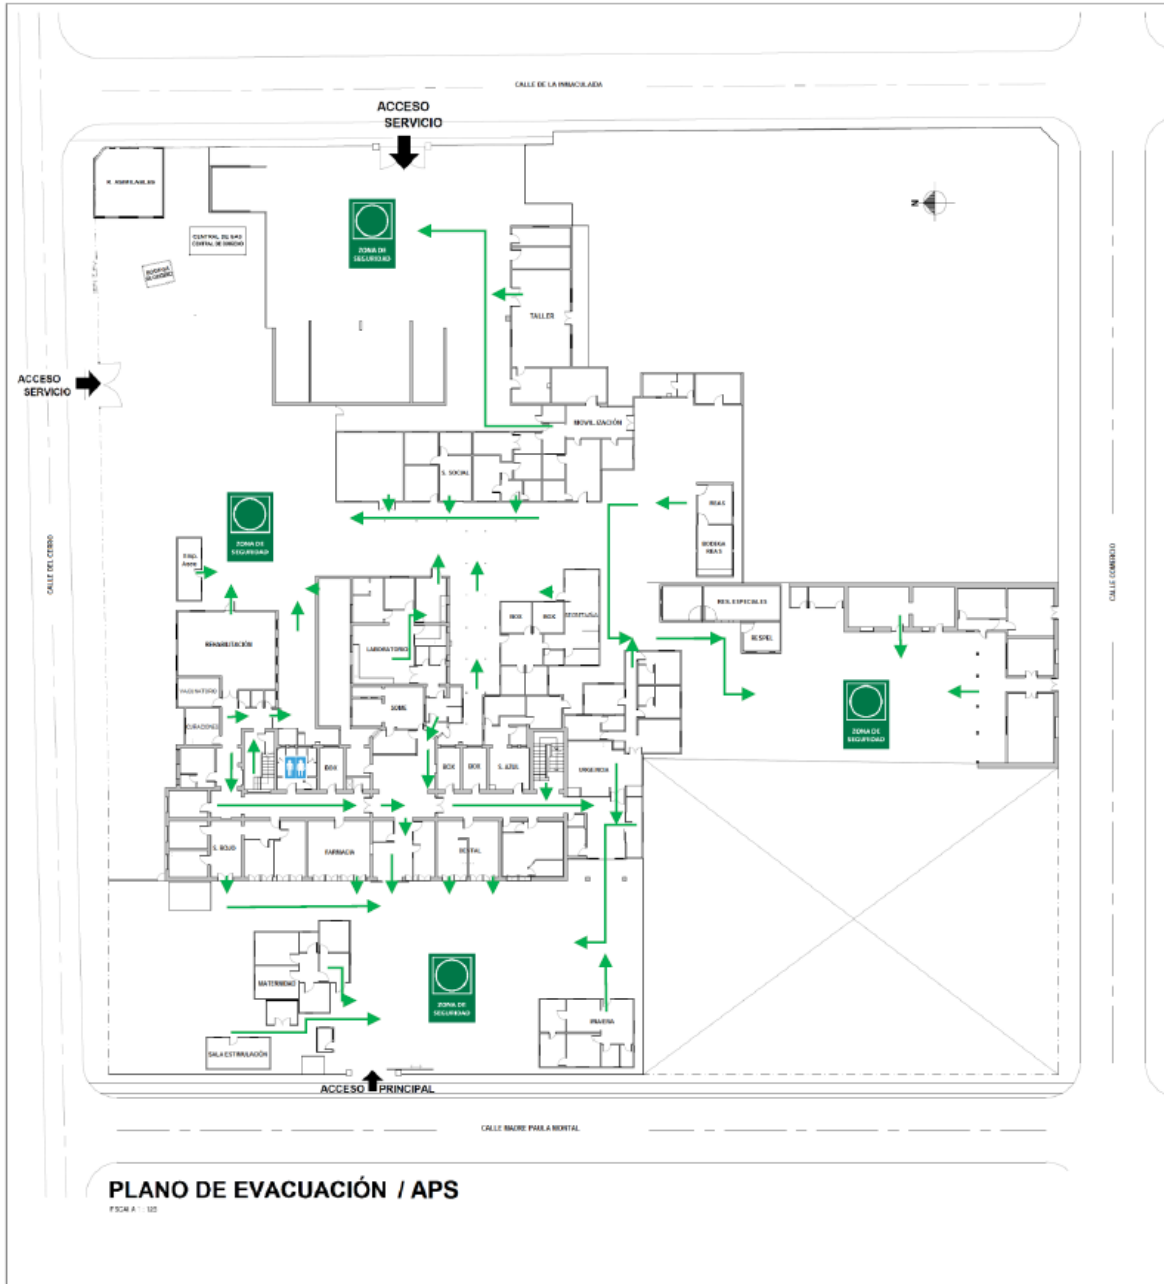 CALLE DE LA INMACULADA
ACCESO
SERVICIO
R. ASIMILABLES
CENTRAL DE GAS
N
ZONA DE
SEGURIDAD
TALLER
ACCESO
SERVICIO
MOVILIZACIÓN
S. SOCIAL
REAS
BODEGA
REAS
ZONA DE
SEGURIDAD
CALLE DEL CERRO
CALLE COMERCIO
RES. ESPECIALES
BOX
BOX
RESPEL
REHABILITACIÓN
LABORATORIO
VACUNATORIO
SOME
CURACIONES
ZONA DE
SEGURIDAD
BOX
BOX
BOX
S. AZUL
URGENCIA
S. ROJO
FARMACIA
DENTAL
MATERNIDAD
ZONA DE
SEGURIDAD
SALA ESTIMULACIÓN
ACCESO PRINCIPAL
CALLE MADRE PAULA MONTAL
PLANO DE EVACUACIÓN / APS